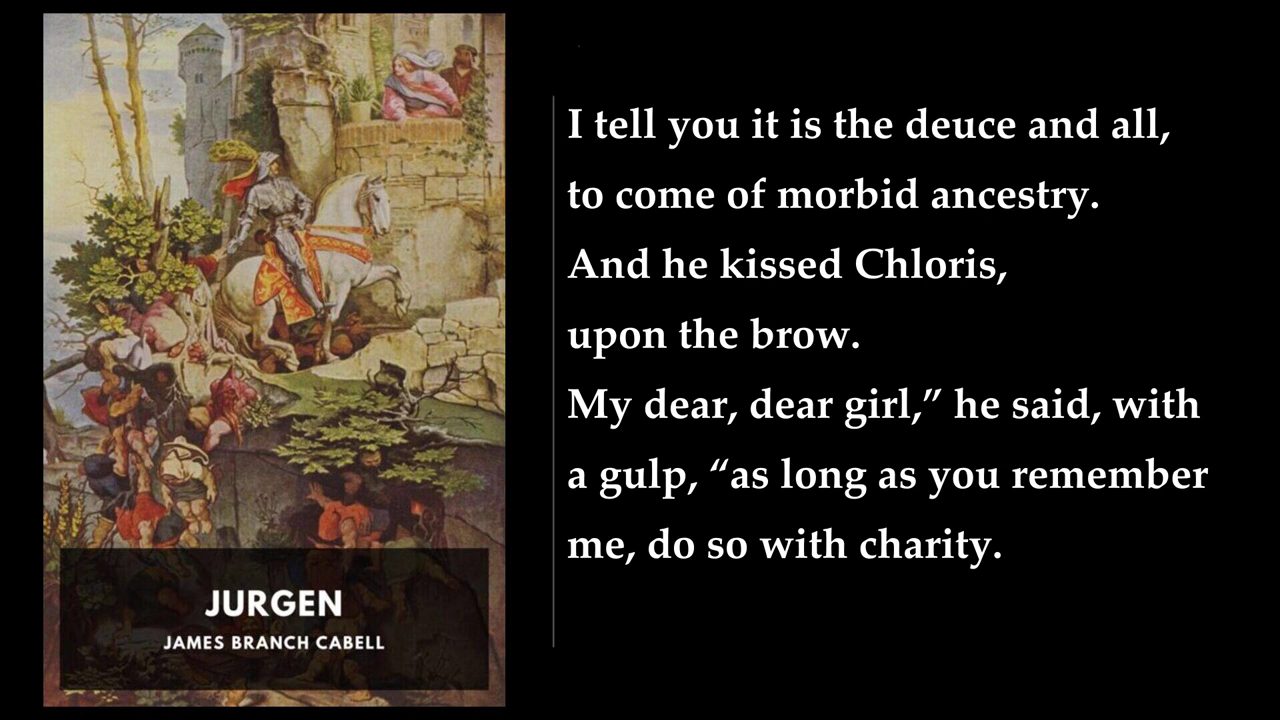 I tell you it is the deuce and all,
to come of morbid ancestry.
And he kissed Chloris,
upon the brow.
My dear, dear girl,” he said, with
a gulp, “as long as you remember
me, do so with charity.
JURGEN
JAMES BRANCH CABELL